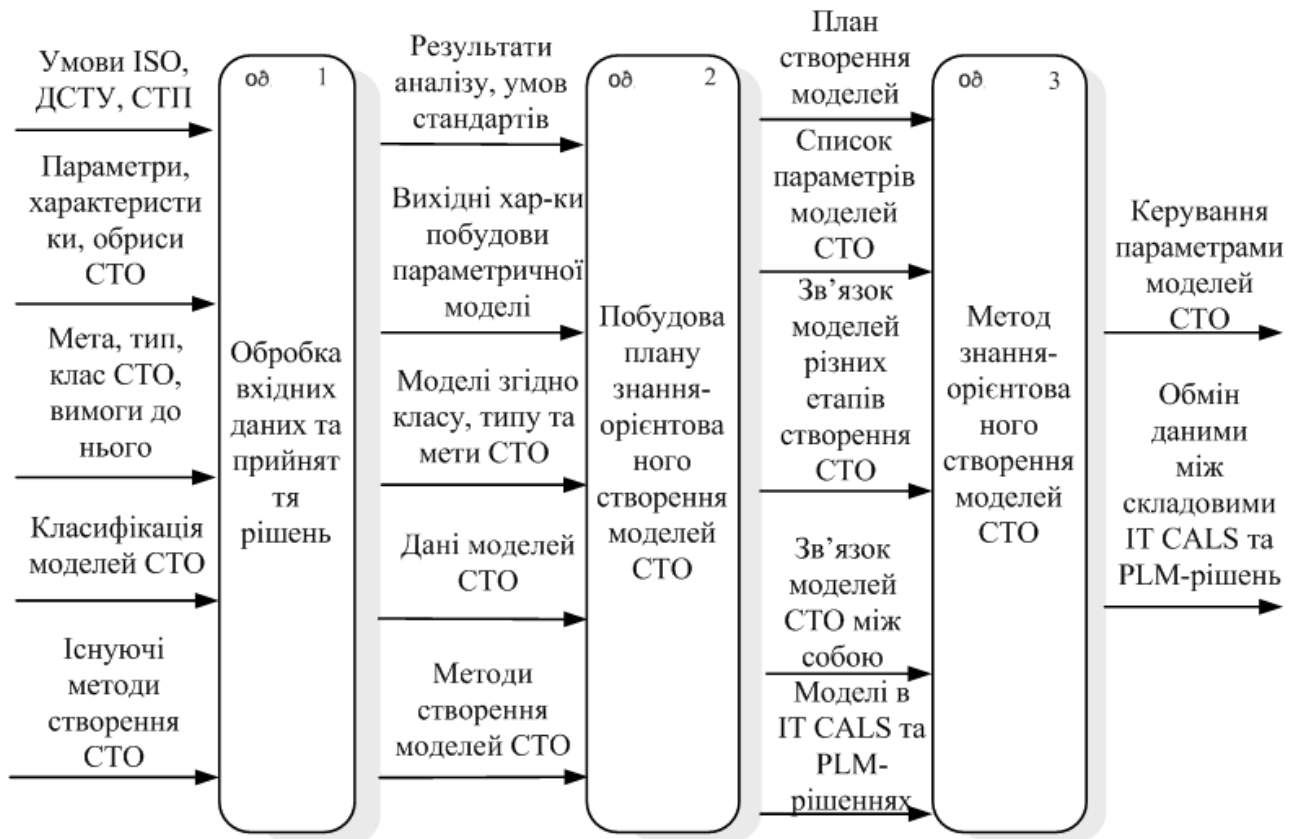 Умови ISO,
ДСТУ, СТП
Параметри,
характеристи
ки, обриси
СТО
Мета, тип,
клас СТО,
вимоги до
нього
Класифікація
моделей СТО
Існуючі
методи
створення
СТО
од. 1
Обробка
вхідних
даних та
прийнят
тя
рішень
Результати
аналізу, умов
стандартів
Вихідні хар-ки
побудови
параметричної
моделі
Моделі згідно
класу, типу та
мети СТО
Дані моделей
СТО
Методи
створення
моделей СТО
од. 2
Побудова
плану
знання-
орієнтова
ного
створення
моделей
СТО
План
створення
моделей
Список
параметрів
моделей
СТО
Зв’язок
моделей
різних
етапів
створення
СТО
Зв’язок
моделей
СТО між
собою
Моделі в
IT CALS та
PLM-
рішеннях
од. 3
Метод
знання-
орієнтова
ного
створення
моделей
СТО
Керування
параметрами
моделей
СТО
Обмін
даними
між
складовими
IT CALS та
PLM-рішень